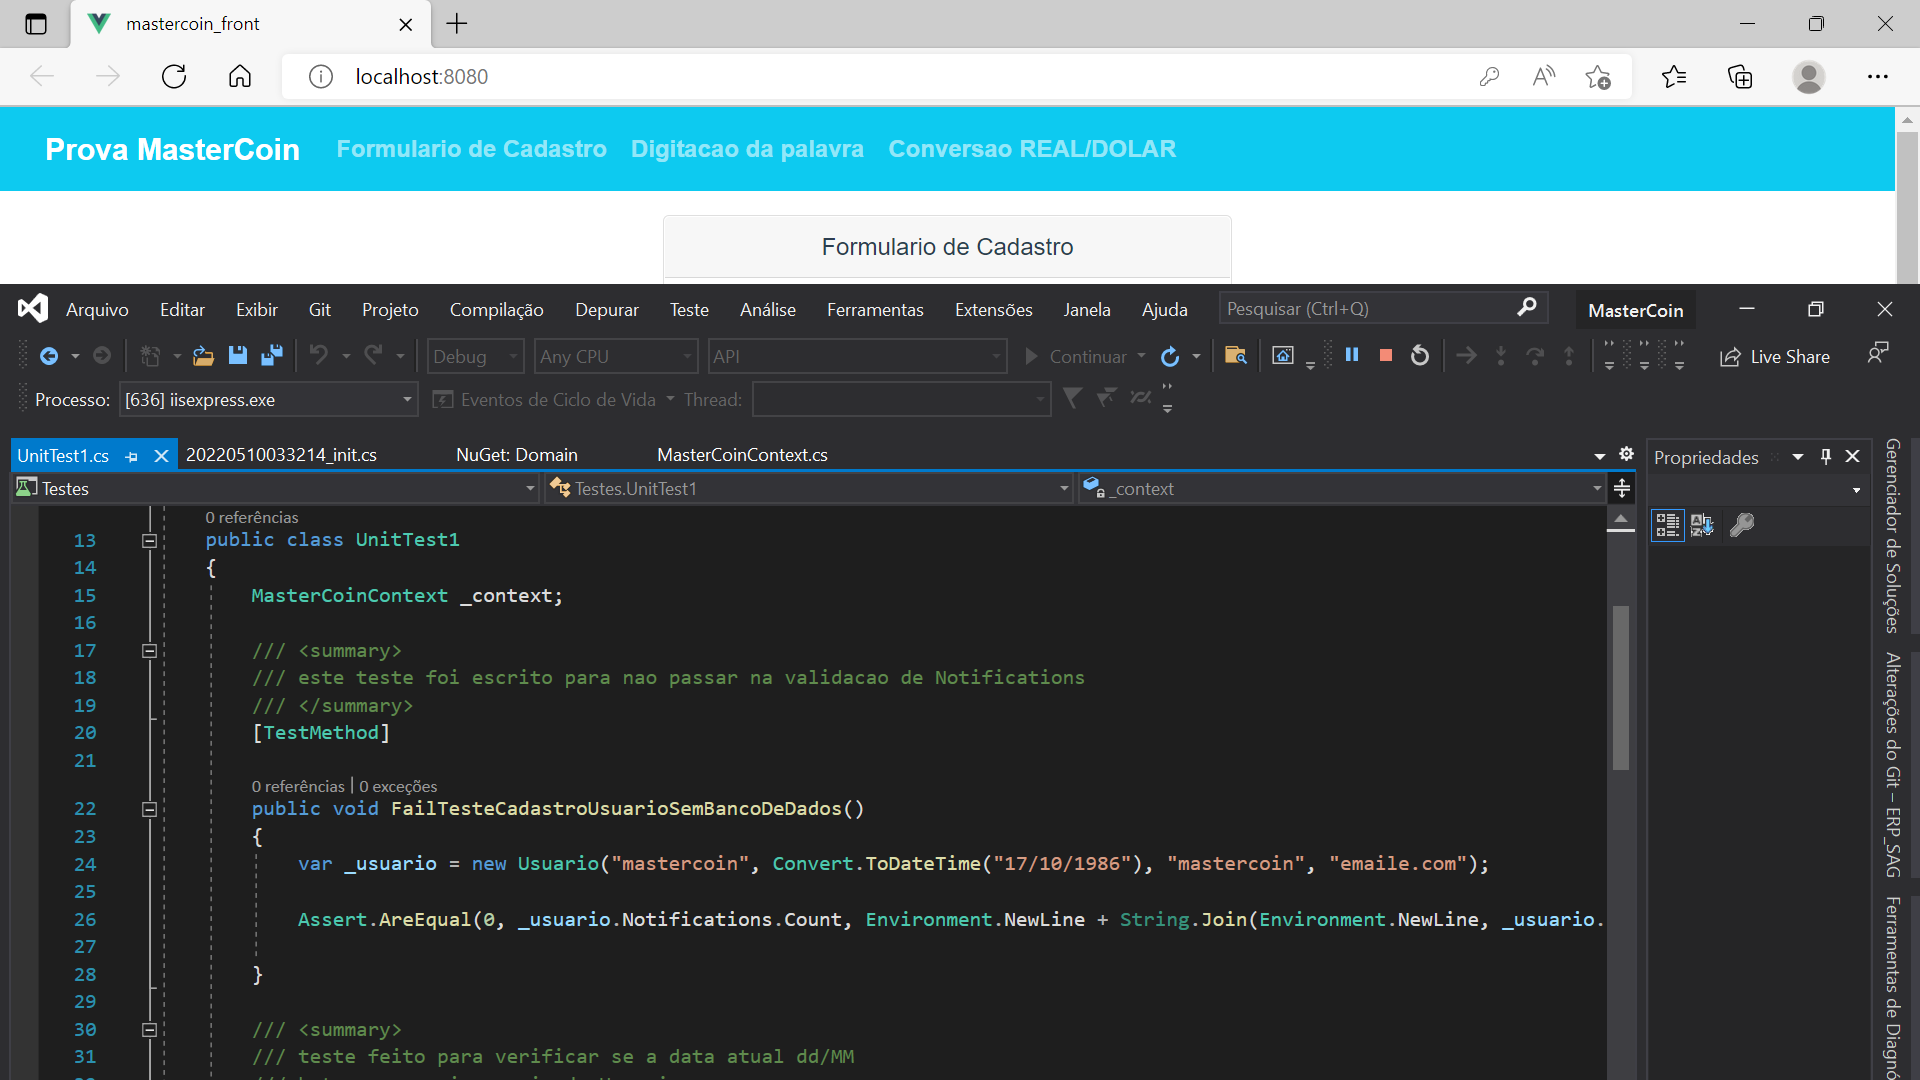 mastercoin_front
localhost:8080
Prova MasterCoin Formulario de Cadastro Digitacao da palavra Conversao REAL/DOLAR
Formulario de Cadastro
Arquivo Editar Exibir Git Projeto Compilação Depurar Teste Análise Ferramentas Extensões Janela Ajuda Pesquisar (Ctrl+Q) MasterCoin
Debug Any CPU API Continuar Live Share
Processo: [636] iisexpress.exe Eventos de Ciclo de Vida Thread:
UnitTest1.cs 20220510033214_init.cs NuGet: Domain MasterCoinContext.cs Propriedades
Testes Testes.UnitTest1 _context
0 referências
13 public class UnitTest1
14 {
15 MasterCoinContext _context;
16
17 /// <summary>
18 /// este teste foi escrito para nao passar na validacao de Notifications
19 /// </summary>
20 [TestMethod]
21
0 referências | 0 exceções
22 public void FailTesteCadastroUsuarioSemBancoDeDados()
23 {
24 var _usuario = new Usuario("mastercoin", Convert.ToDateTime("17/10/1986"), "mastercoin", "emaile.com");
25
26 Assert.AreEqual(0, _usuario.Notifications.Count, Environment.NewLine + String.Join(Environment.NewLine, _usuario.
27
28 }
29
30 /// <summary>
31 /// teste feito para verificar se a data atual dd/MM
Gerenciador de Soluções
Alterações do Git – ERP_SAG
Ferramentas de Diagnó